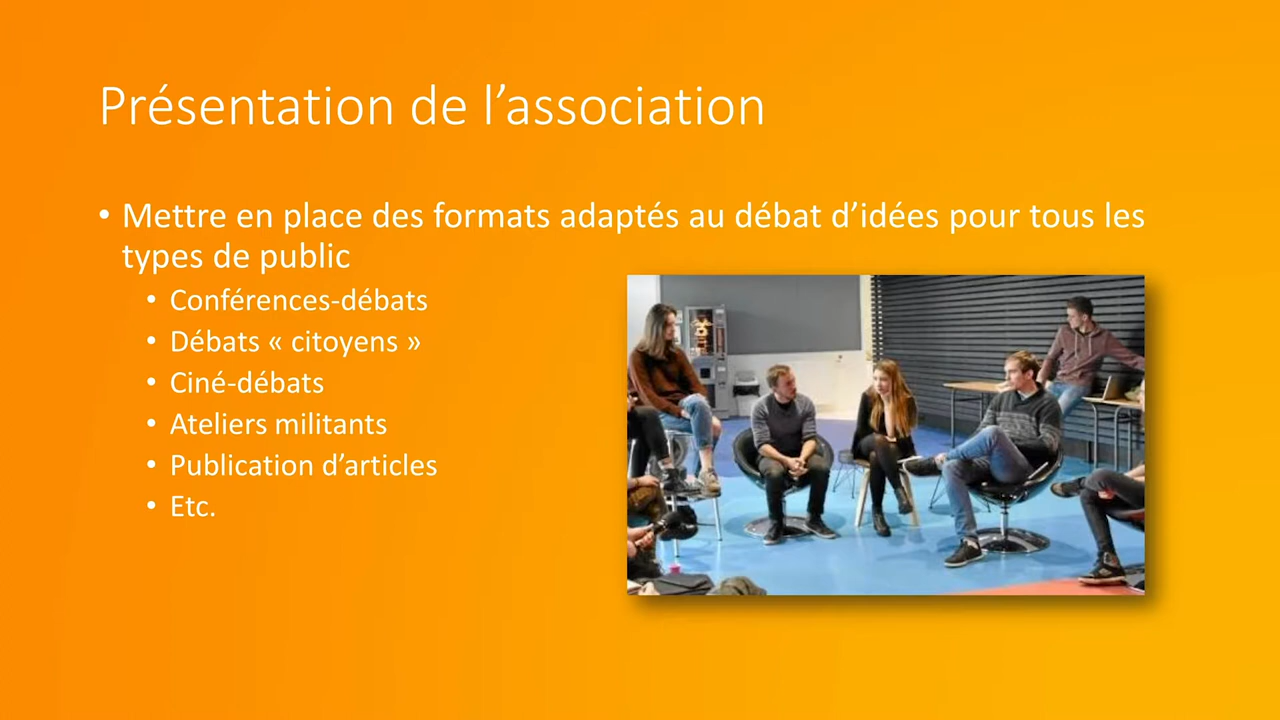 Présentation de l’association
• Mettre en place des formats adaptés au débat d’idées pour tous les
types de public
• Conférences-débats
• Débats « citoyens »
• Ciné-débats
• Ateliers militants
• Publication d’articles
• Etc.